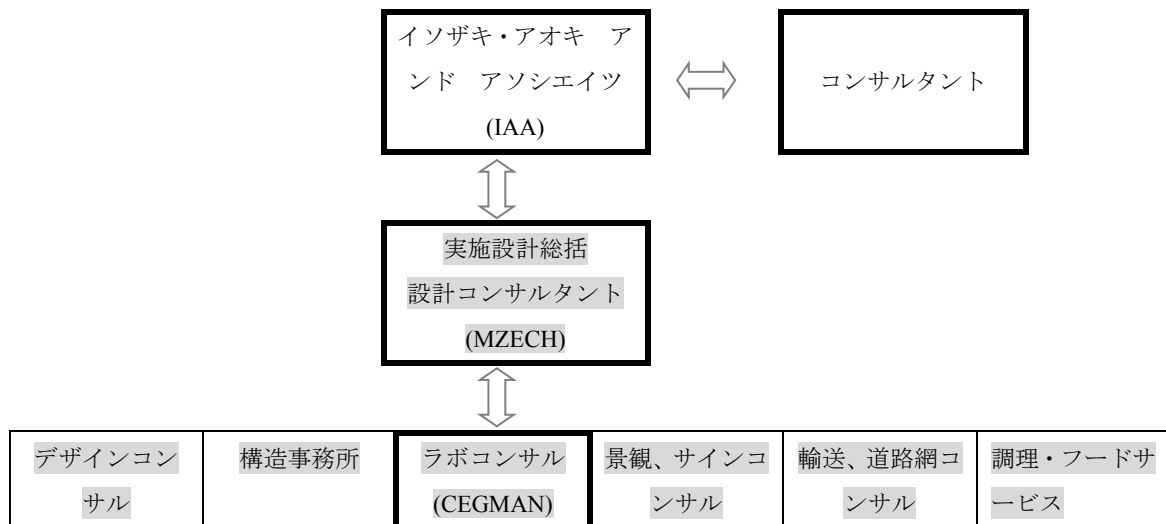 イソザキ・アオキ　ア
ンド　アソシエイツ
(IAA)
コンサルタント
実施設計総括
設計コンサルタント
(MZECH)
デザインコン
サル
構造事務所
ラボコンサル
(CEGMAN)
景観、サインコ
ンサル
輸送、道路網コ
ンサル
調理・フードサ
ービス